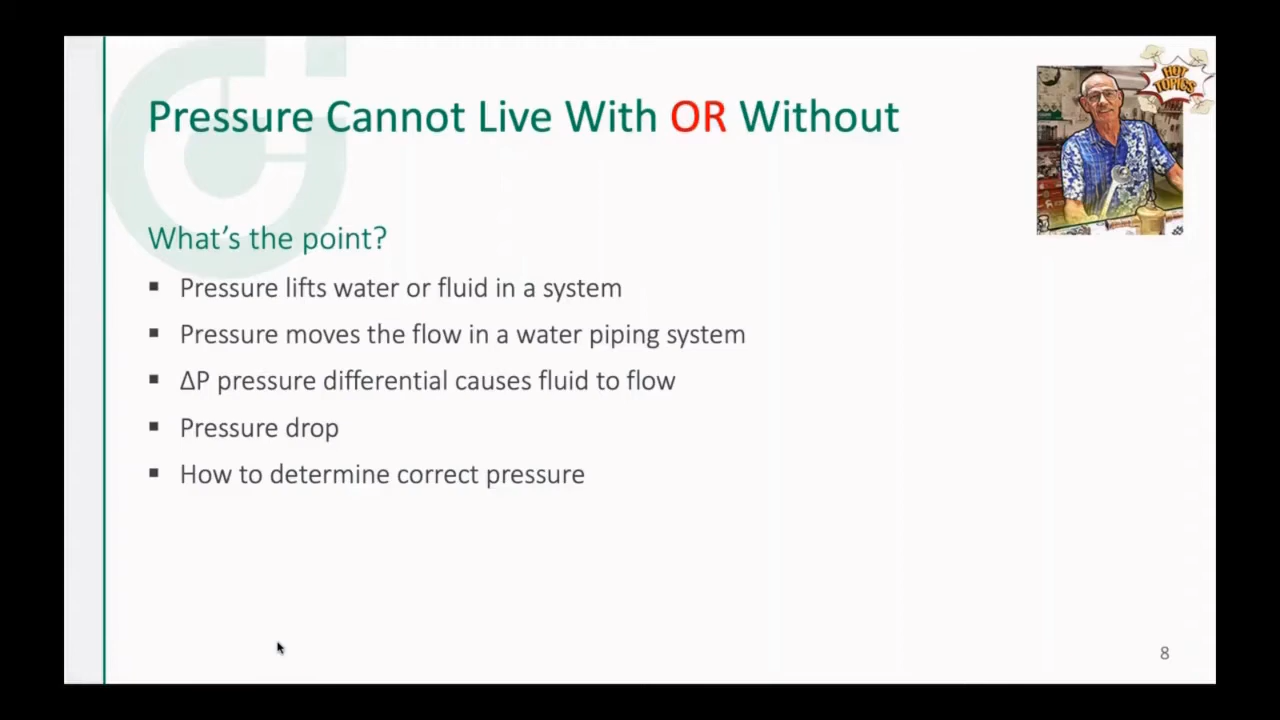 Pressure Cannot Live With OR Without
HOT
TOPICS
What's the point?
▪ Pressure lifts water or fluid in a system
▪ Pressure moves the flow in a water piping system
▪ ΔP pressure differential causes fluid to flow
▪ Pressure drop
▪ How to determine correct pressure
8